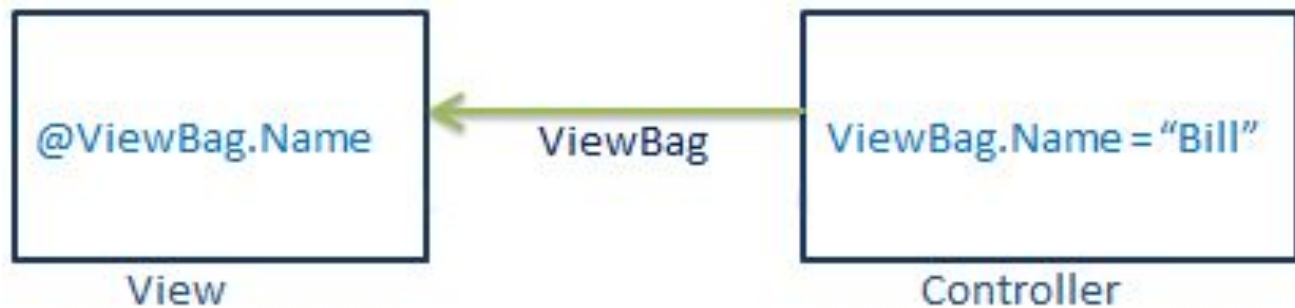 @ViewBag.Name
ViewBag
ViewBag.Name = “Bill”
View
Controller